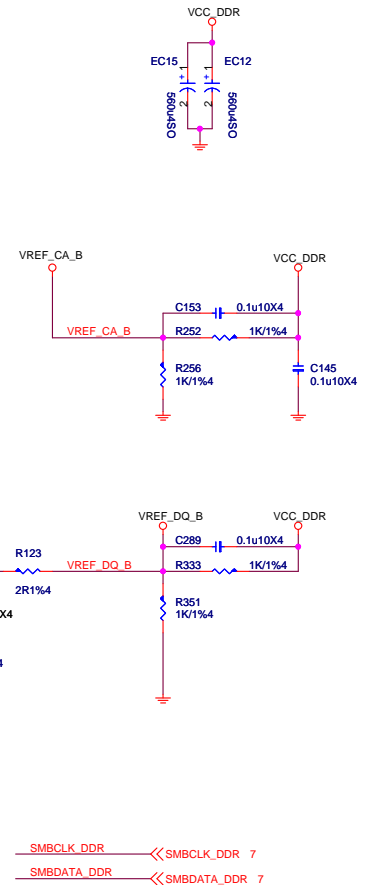 VCC_DDR
EC15 EC12
1 1
+ +
2 2
560u4SO 560u4SO
VREF_CA_B VCC_DDR
C153 0.1u10X4
VREF_CA_B R252 1K/1%4
R256 C145
1K/1%4 0.1u10X4
VREF_DQ_B VCC_DDR
C289 0.1u10X4
R123 VREF_DQ_B R333 1K/1%4
2R1%4
R351
1K/1%4
X4
4
SMBCLK_DDR SMBCLK_DDR 7
SMBDATA_DDR SMBDATA_DDR 7